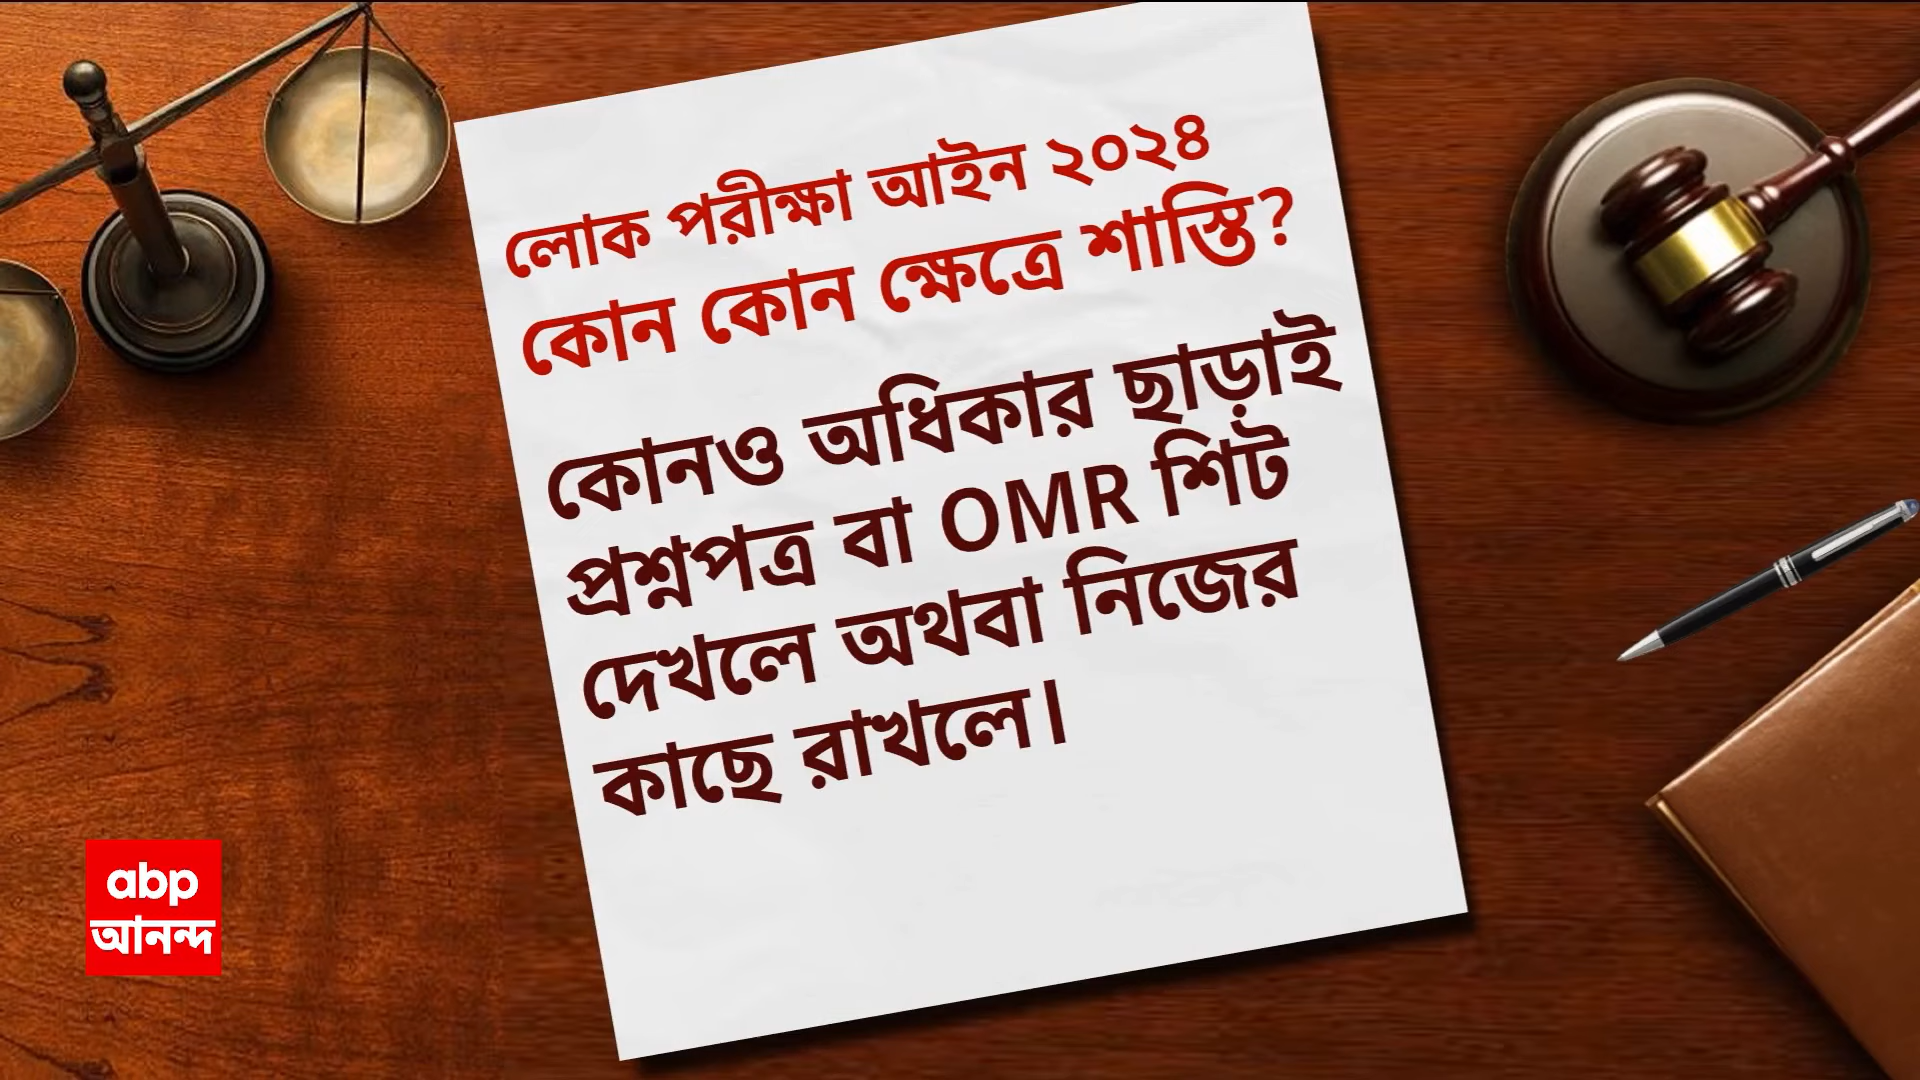 লোক পরীক্ষা আইন ২০২৪
কোন কোন ক্ষেত্রে শাস্তি?
কোনও অধিকার ছাড়াই
প্রশ্নপত্র বা OMR শিট
দেখলে অথবা নিজের
কাছে রাখলে।
abp
আনন্দ